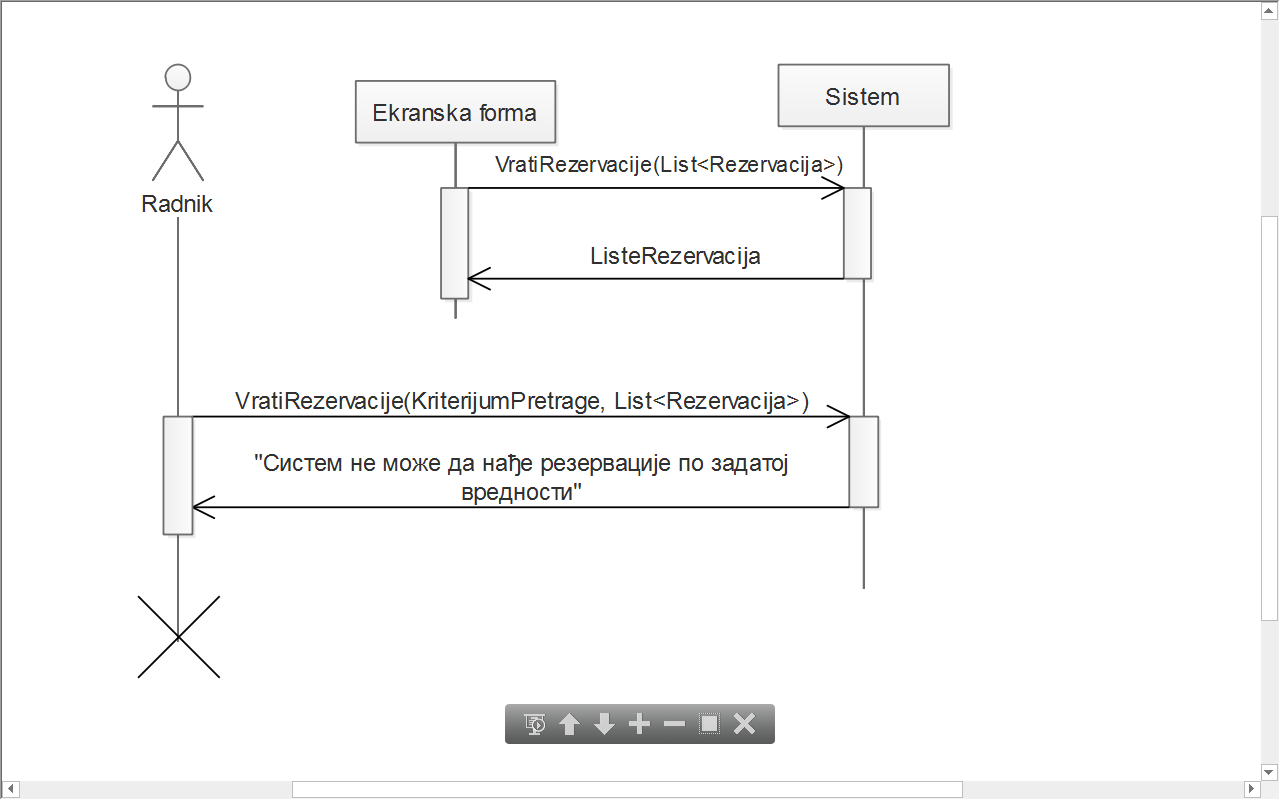 Sistem
Ekranska forma
VratiRezervacije(List<Rezervacija>)
Radnik
ListeRezervacija
VratiRezervacije(KriterijumPretrage, List<Rezervacija>)
"Систем не може да нађе резервације по задатој
вредности"